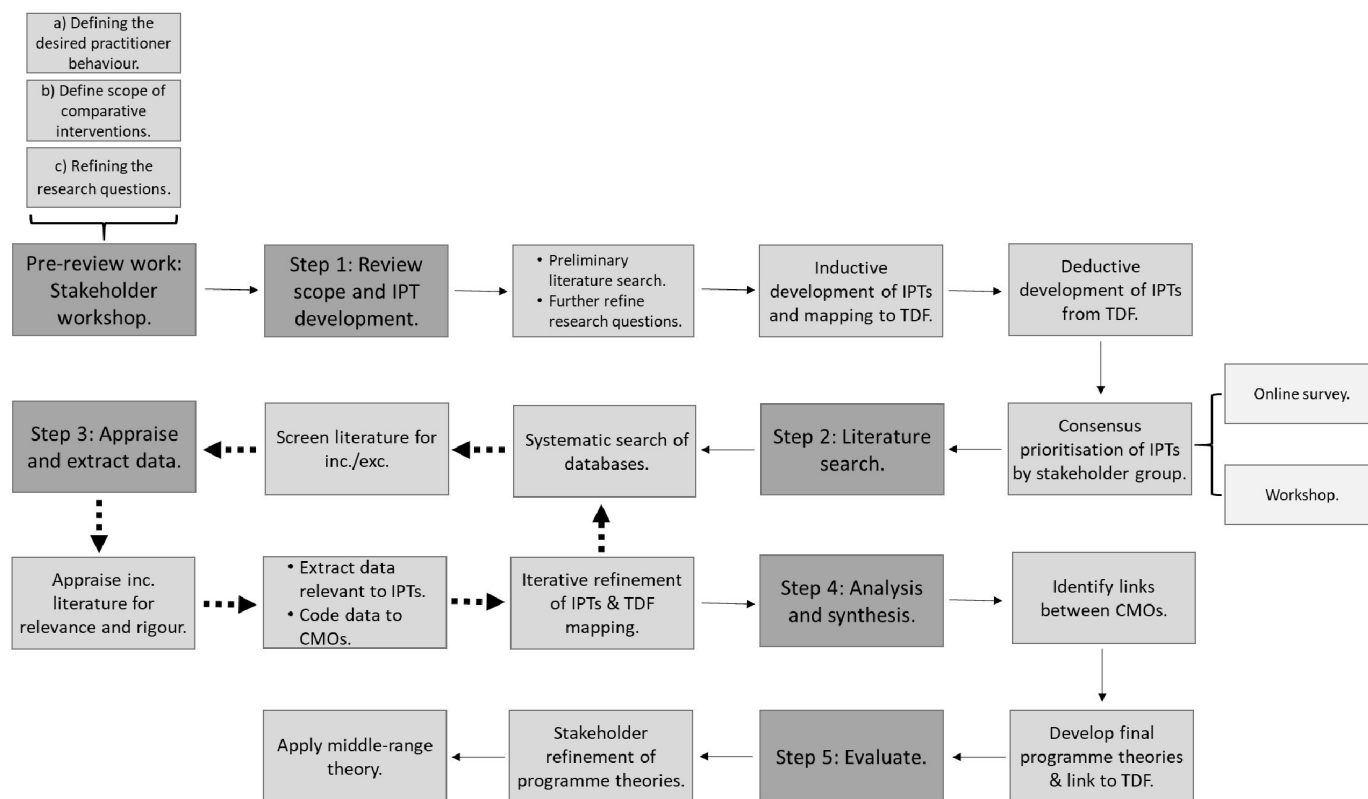 a) Defining the
desired practitioner
behaviour.
b) Define scope of
comparative
interventions.
c) Refining the
research questions.
Pre-review work:
Stakeholder
workshop.
Step 1: Review
scope and IPT
development.
• Preliminary
literature search.
• Further refine
research questions.
Inductive
development of IPTs
and mapping to TDF.
Deductive
development of IPTs
from TDF.
Online survey.
Workshop.
Consensus
prioritisation of IPTs
by stakeholder group.
Step 2: Literature
search.
Systematic search of
databases.
Screen literature for
inc./exc.
Step 3: Appraise
and extract data.
Appraise inc.
literature for
relevance and rigour.
• Extract data
relevant to IPTs.
• Code data to
CMOs.
Iterative refinement
of IPTs & TDF
mapping.
Step 4: Analysis
and synthesis.
Identify links
between CMOs.
Develop final
programme theories
& link to TDF.
Step 5: Evaluate.
Stakeholder
refinement of
programme theories.
Apply middle-range
theory.